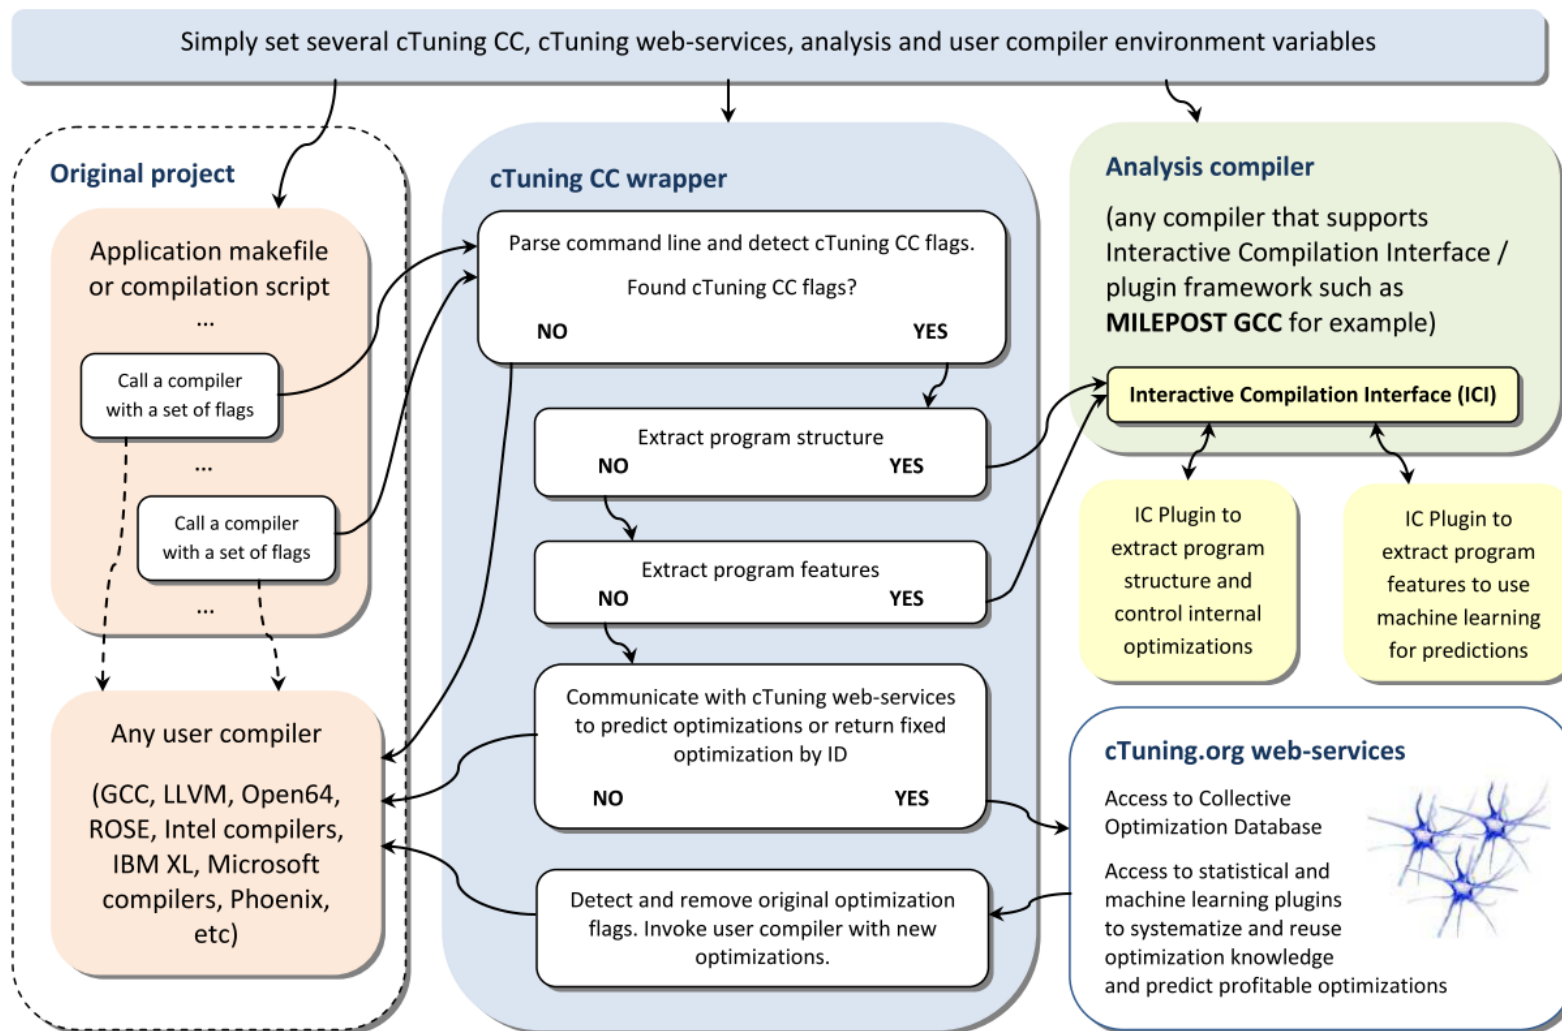 Simply set several cTuning CC, cTuning web-services, analysis and user compiler environment variables
Original project
Application makefile
or compilation script
...
Call a compiler
with a set of flags
...
Call a compiler
with a set of flags
...
Any user compiler
(GCC, LLVM, Open64,
ROSE, Intel compilers,
IBM XL, Microsoft
compilers, Phoenix,
etc)
cTuning CC wrapper
Parse command line and detect cTuning CC flags.
Found cTuning CC flags?
NO YES
Extract program structure
NO YES
Extract program features
NO YES
Communicate with cTuning web-services
to predict optimizations or return fixed
optimization by ID
NO YES
Detect and remove original optimization
flags. Invoke user compiler with new
optimizations.
Analysis compiler
(any compiler that supports
Interactive Compilation Interface /
plugin framework such as
MILEPOST GCC for example)
Interactive Compilation Interface (ICI)
IC Plugin to
extract program
structure and
control internal
optimizations
IC Plugin to
extract program
features to use
machine learning
for predictions
cTuning.org web-services
Access to Collective
Optimization Database
Access to statistical and
machine learning plugins
to systematize and reuse
optimization knowledge
and predict profitable optimizations